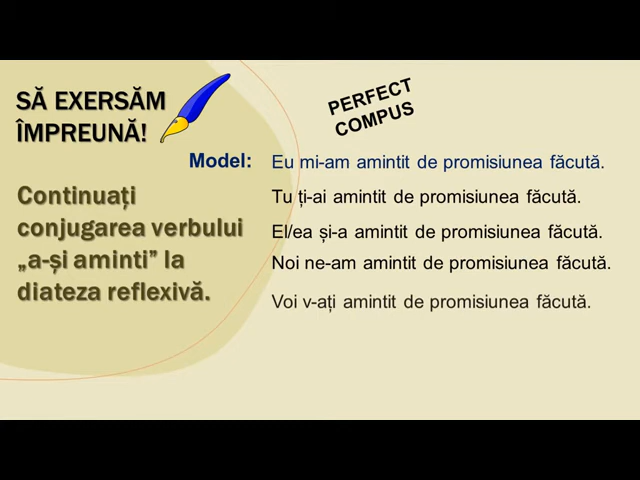 SĂ EXERSĂM
ÎMPREUNĂ!
PERFECT
COMPUS
Model: Eu mi-am amintit de promisiunea făcută.
Tu ți-ai amintit de promisiunea făcută.
El/ea și-a amintit de promisiunea făcută.
Noi ne-am amintit de promisiunea făcută.
Voi v-ați amintit de promisiunea făcută.
Continuați
conjugarea verbului
„a-și aminti” la
diateza reflexivă.